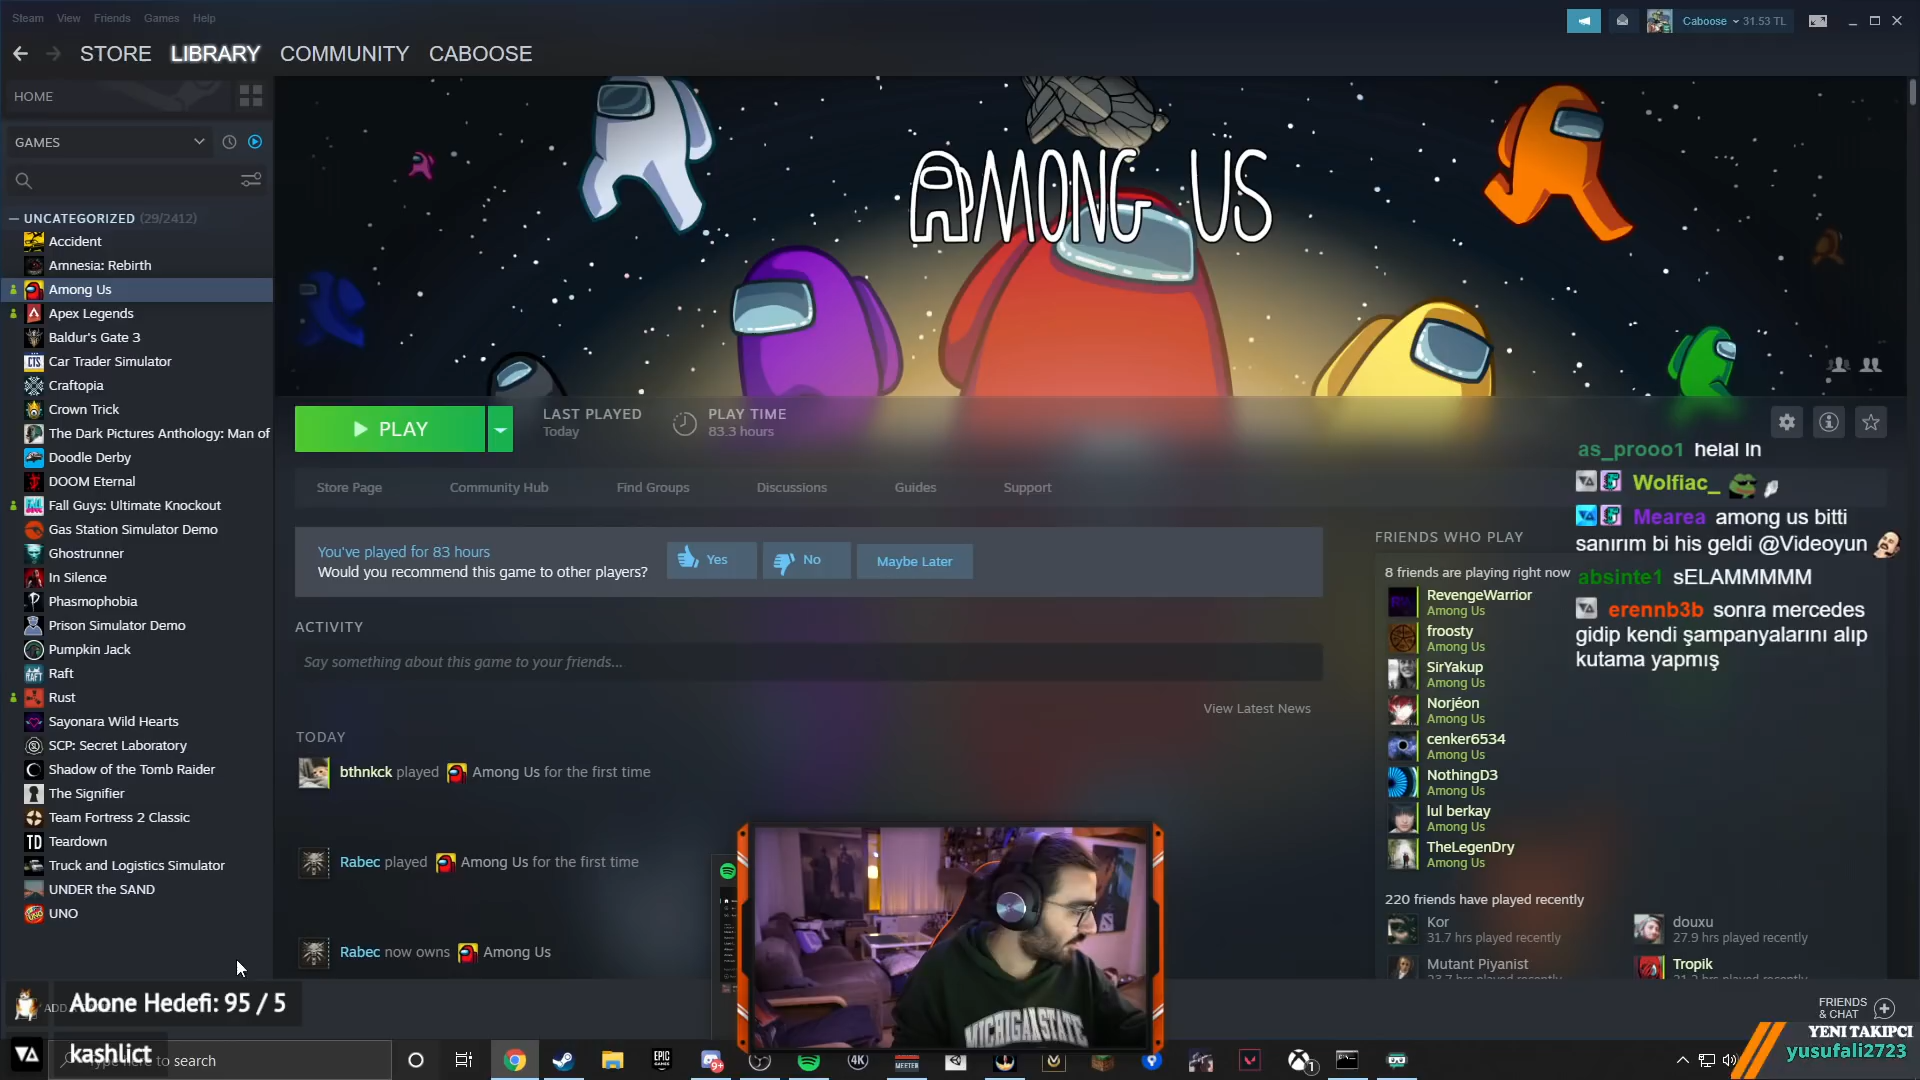 Steam View Friends Games Help
Caboose 31.53 TL
STORE LIBRARY COMMUNITY CABOOSE
HOME
GAMES
UNCATEGORIZED (29/2412)
Accident
Amnesia: Rebirth
Among Us
Apex Legends
Baldur's Gate 3
Car Trader Simulator
Craftopia
Crown Trick
The Dark Pictures Anthology: Man of
Doodle Derby
DOOM Eternal
Fall Guys: Ultimate Knockout
Gas Station Simulator Demo
Ghostrunner
In Silence
Phasmophobia
Prison Simulator Demo
Pumpkin Jack
Raft
Rust
Sayonara Wild Hearts
SCP: Secret Laboratory
Shadow of the Tomb Raider
The Signifier
Team Fortress 2 Classic
Teardown
Truck and Logistics Simulator
UNDER the SAND
UNO
AMONG US
PLAY
LAST PLAYED
Today
PLAY TIME
83.3 hours
Store Page Community Hub Find Groups Discussions Guides Support
You've played for 83 hours
Would you recommend this game to other players?
Yes
No
Maybe Later
ACTIVITY
Say something about this game to your friends...
View Latest News
TODAY
bthnkck played Among Us for the first time
Rabec played Among Us for the first time
Rabec now owns Among Us
FRIENDS WHO PLAY
8 friends are playing right now
RevengeWarrior
Among Us
froosty
Among Us
SirYakup
Among Us
Norjéon
Among Us
cenker6534
Among Us
NothingD3
Among Us
lul berkay
Among Us
TheLegenDry
Among Us
220 friends have played recently
Kor
31.7 hrs played recently
douxu
27.9 hrs played recently
Mutant Piyanist
Tropik
as_prooo1 helal ln
Wolfiac_
Mearea among us bitti
sanırım bi his geldi @Videoyun
absinte1 sELAMMMMM
erennb3b sonra mercedes
gidip kendi şampanyalarını alıp
kutama yapmış
MICHIGAN STATE
Abone Hedefi: 95 / 5
kashlict
here to search
FRIENDS
& CHAT
YENI TAKIPCI
yusufali2723
EPIC
GAMES
9+
4K
MEETER
1